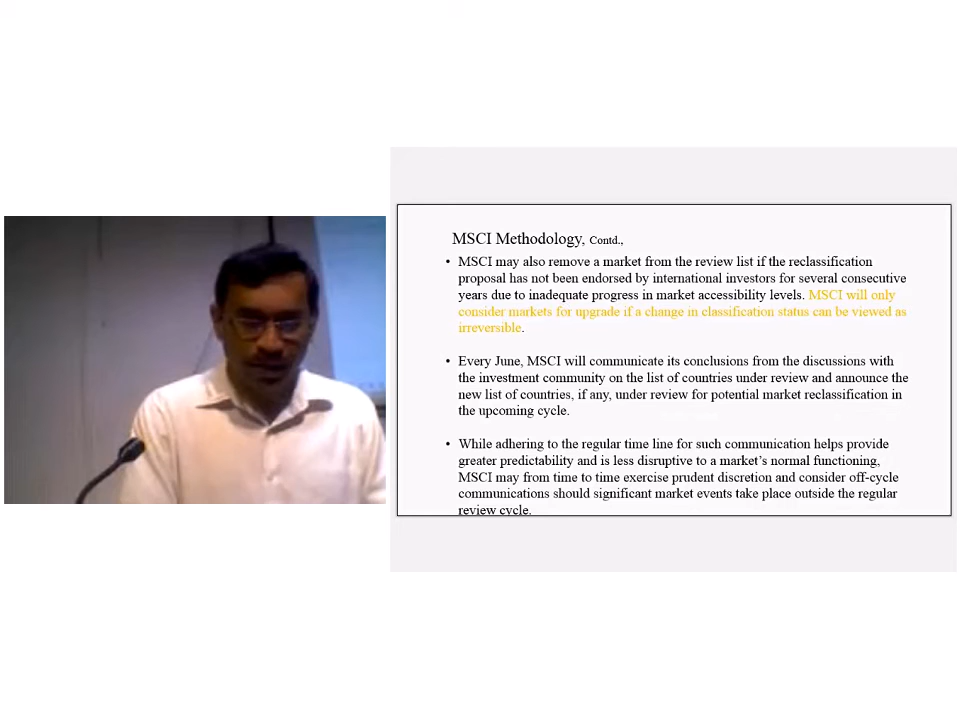 MSCI Methodology, Contd.,
• MSCI may also remove a market from the review list if the reclassification
proposal has not been endorsed by international investors for several consecutive
years due to inadequate progress in market accessibility levels. MSCI will only
consider markets for upgrade if a change in classification status can be viewed as
irreversible.
• Every June, MSCI will communicate its conclusions from the discussions with
the investment community on the list of countries under review and announce the
new list of countries, if any, under review for potential market reclassification in
the upcoming cycle.
• While adhering to the regular time line for such communication helps provide
greater predictability and is less disruptive to a market’s normal functioning,
MSCI may from time to time exercise prudent discretion and consider off-cycle
communications should significant market events take place outside the regular
review cycle.